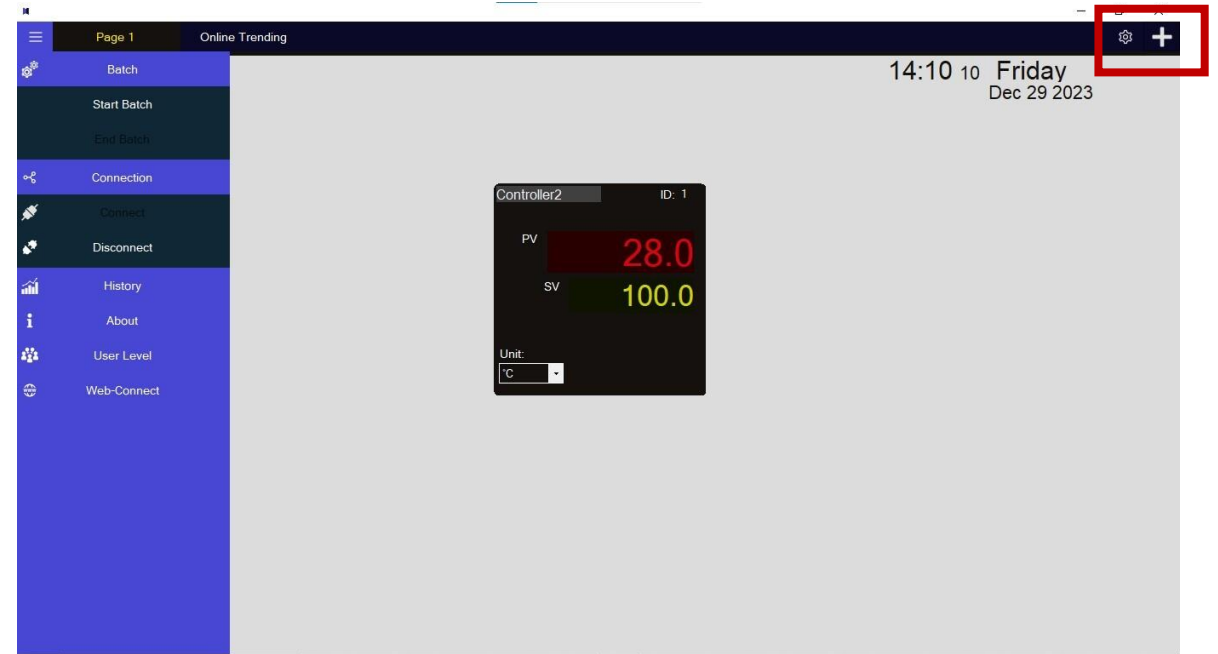 Page 1 Online Trending
Batch
Start Batch
End Batch
Connection
Connect
Disconnect
History
About
User Level
Web-Connect
14:10 10 Friday
Dec 29 2023
Controller2 ID: 1
PV 28.0
SV 100.0
Unit:
°C